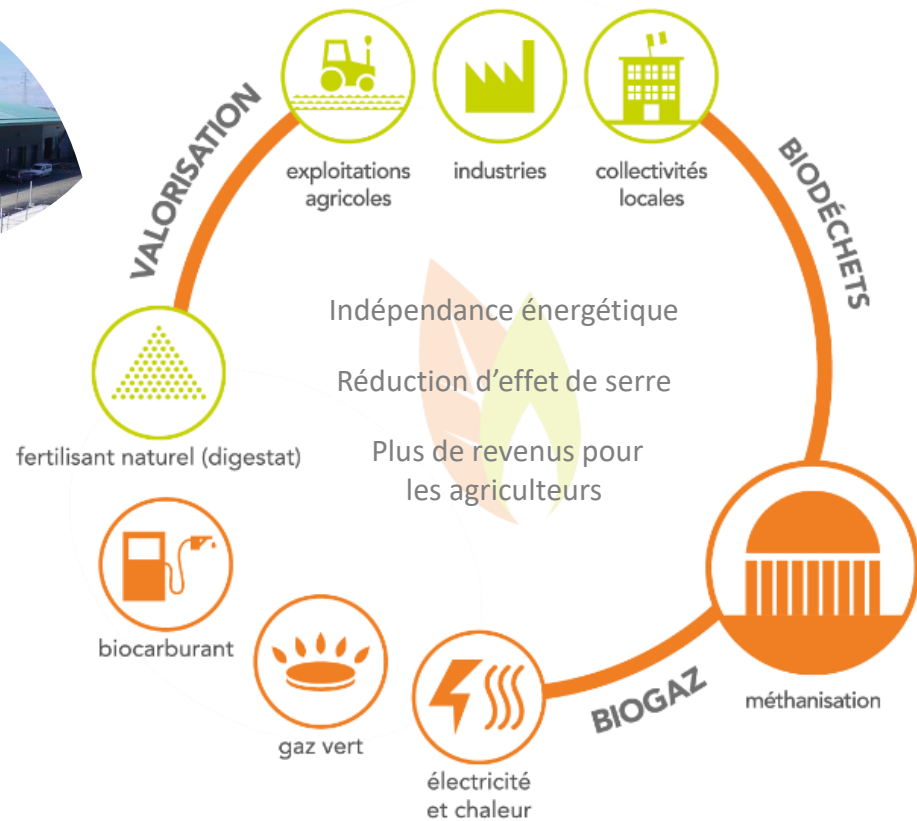 VALORISATION
exploitations
agricoles
industries
collectivités
locales
BIODÉCHETS
Indépendance énergétique
Réduction d’effet de serre
Plus de revenus pour
les agriculteurs
fertilisant naturel (digestat)
biocarburant
gaz vert
électricité
et chaleur
BIOGAZ
méthanisation